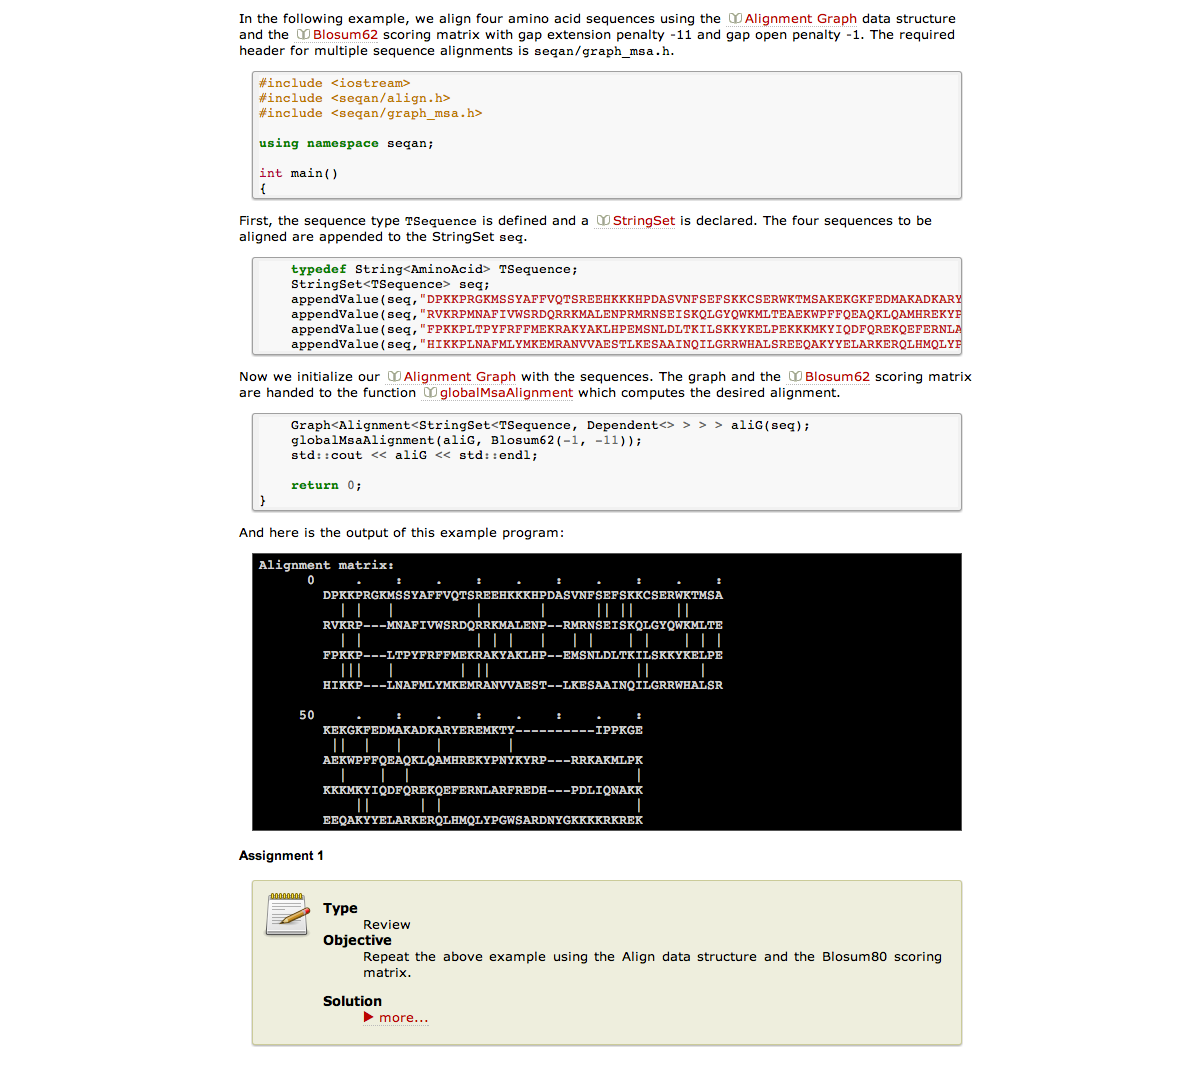 In the following example, we align four amino acid sequences using the Alignment Graph data structure
and the Blosum62 scoring matrix with gap extension penalty -11 and gap open penalty -1. The required
header for multiple sequence alignments is seqan/graph_msa.h.
#include <iostream>
#include <seqan/align.h>
#include <seqan/graph_msa.h>
using namespace seqan;
int main()
{
First, the sequence type TSequence is defined and a StringSet is declared. The four sequences to be
aligned are appended to the StringSet seq.
typedef String<AminoAcid> TSequence;
StringSet<TSequence> seq;
appendValue(seq,"DPKKPRGKMSSYAFFVQTSREEHKKKHPDASVNFSEFSKKCSERWKTMSAKEKGKFEDMAKADKARY
appendValue(seq,"RVKRPMNAFIVWSRDQRRKMALENPRMRNSEISKQLGYQWKMLTEAEKWPFFQEAQKLQAMHREKYP
appendValue(seq,"FPKKPLTPYFRFFMEKRAKYAKLHPEMSNLDLTKILSKKYKELPEKKKMKYIQDFQREKQEFERNLA
appendValue(seq,"HIKKPLNAFMLYMKEMRANVVAESTLKESAAINQILGRRWHALSREEQAKYYELARKERQLHMQLYP
Now we initialize our Alignment Graph with the sequences. The graph and the Blosum62 scoring matrix
are handed to the function globalMsaAlignment which computes the desired alignment.
Graph<Alignment<StringSet<TSequence, Dependent<> > > > aliG(seq);
globalMsaAlignment(aliG, Blosum62(-1, -11));
std::cout << aliG << std::endl;
return 0;
}
And here is the output of this example program:
Alignment matrix:
0 . : . : . : . : . :
DPKKPRGKMSSYAFFVQTSREEHKKKHPDASVNFSEFSKKCSERWKTMSA
| | | | | || || ||
RVKRP---MNAFIVWSRDQRRKMALENP--RMRNSEISKQLGYQWKMLTE
| | | | | | | | | | | | |
FPKKP---LTPYFRFFMEKRAKYAKLHP--EMSNLDLTKILSKKYKELPE
||| | | || || |
HIKKP---LNAFMLYMKEMRANVVAEST--LKESAAINQILGRRWHALSR
50 . : . : . : . :
KEKGKFEDMAKADKARYEREMKTY----------IPPKGE
|| | | | |
AEKWPFFQEAQKLQAMHREKYPNYKYRP---RRKAKMLPK
| | | |
KKKMKYIQDFQREKQEFERNLARFREDH---PDLIQNAKK
|| | | |
EEQAKYYELARKERQLHMQLYPGWSARDNYGKKKKRKREK
Assignment 1
Type
Review
Objective
Repeat the above example using the Align data structure and the Blosum80 scoring
matrix.
Solution
more...